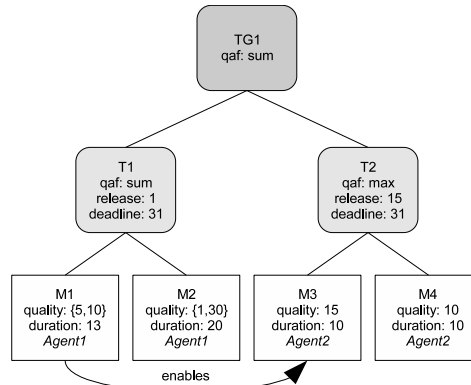 TG1
qaf: sum
T1
qaf: sum
release: 1
deadline: 31
T2
qaf: max
release: 15
deadline: 31
M1
quality: {5,10}
duration: 13
Agent1
M2
quality: {1,30}
duration: 20
Agent1
M3
quality: 15
duration: 10
Agent2
M4
quality: 10
duration: 10
Agent2
enables